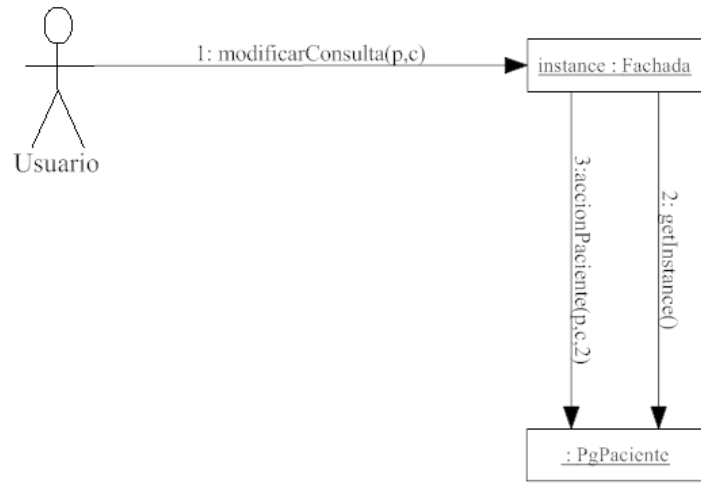 1: modificarConsulta(p,c)
instance : Fachada
Usuario
3:accionPaciente(p,c,2)
2: getInstance()
: PgPaciente